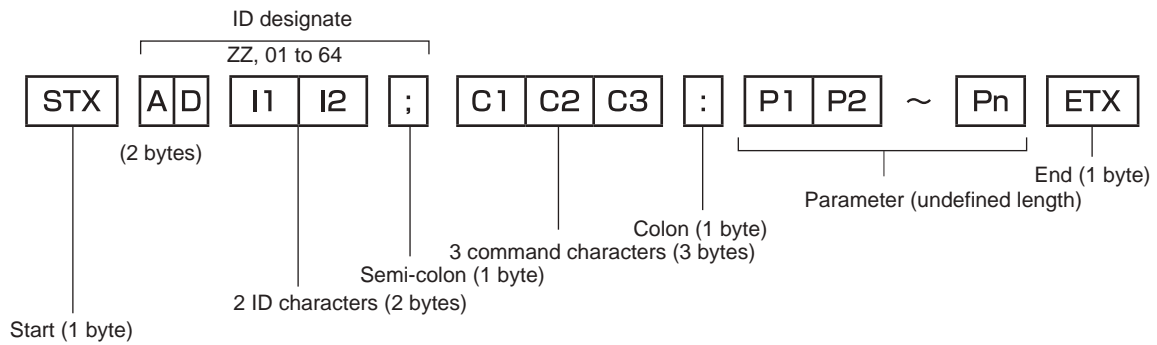 ID designate
ZZ, 01 to 64
STX A D I1 I2 ; C1 C2 C3 : P1 P2 ~ Pn ETX
(2 bytes)
End (1 byte)
Parameter (undefined length)
Colon (1 byte)
3 command characters (3 bytes)
Semi-colon (1 byte)
2 ID characters (2 bytes)
Start (1 byte)